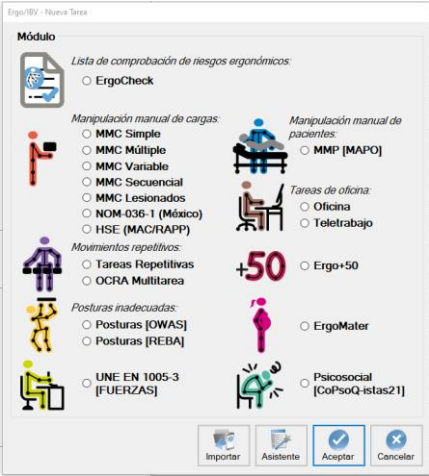 Ergo/IBV - Nueva Tarea
Módulo
Lista de comprobación de riesgos ergonómicos:
ErgoCheck
Manipulación manual de cargas:
MMC Simple
MMC Múltiple
MMC Variable
MMC Secuencial
MMC Lesionados
NOM-036-1 (México)
HSE (MAC/RAPP)
Movimientos repetitivos:
Tareas Repetitivas
OCRA Multitarea
Posturas inadecuadas:
Posturas [OWAS]
Posturas [REBA]
UNE EN 1005-3
[FUERZAS]
Manipulación manual de
pacientes:
MMP [MAPO]
Tareas de oficina:
Oficina
Teletrabajo
+50
Ergo+50
ErgoMater
Psicosocial
[CoPsoQ-istas21]
Importar
Asistente
Aceptar
Cancelar